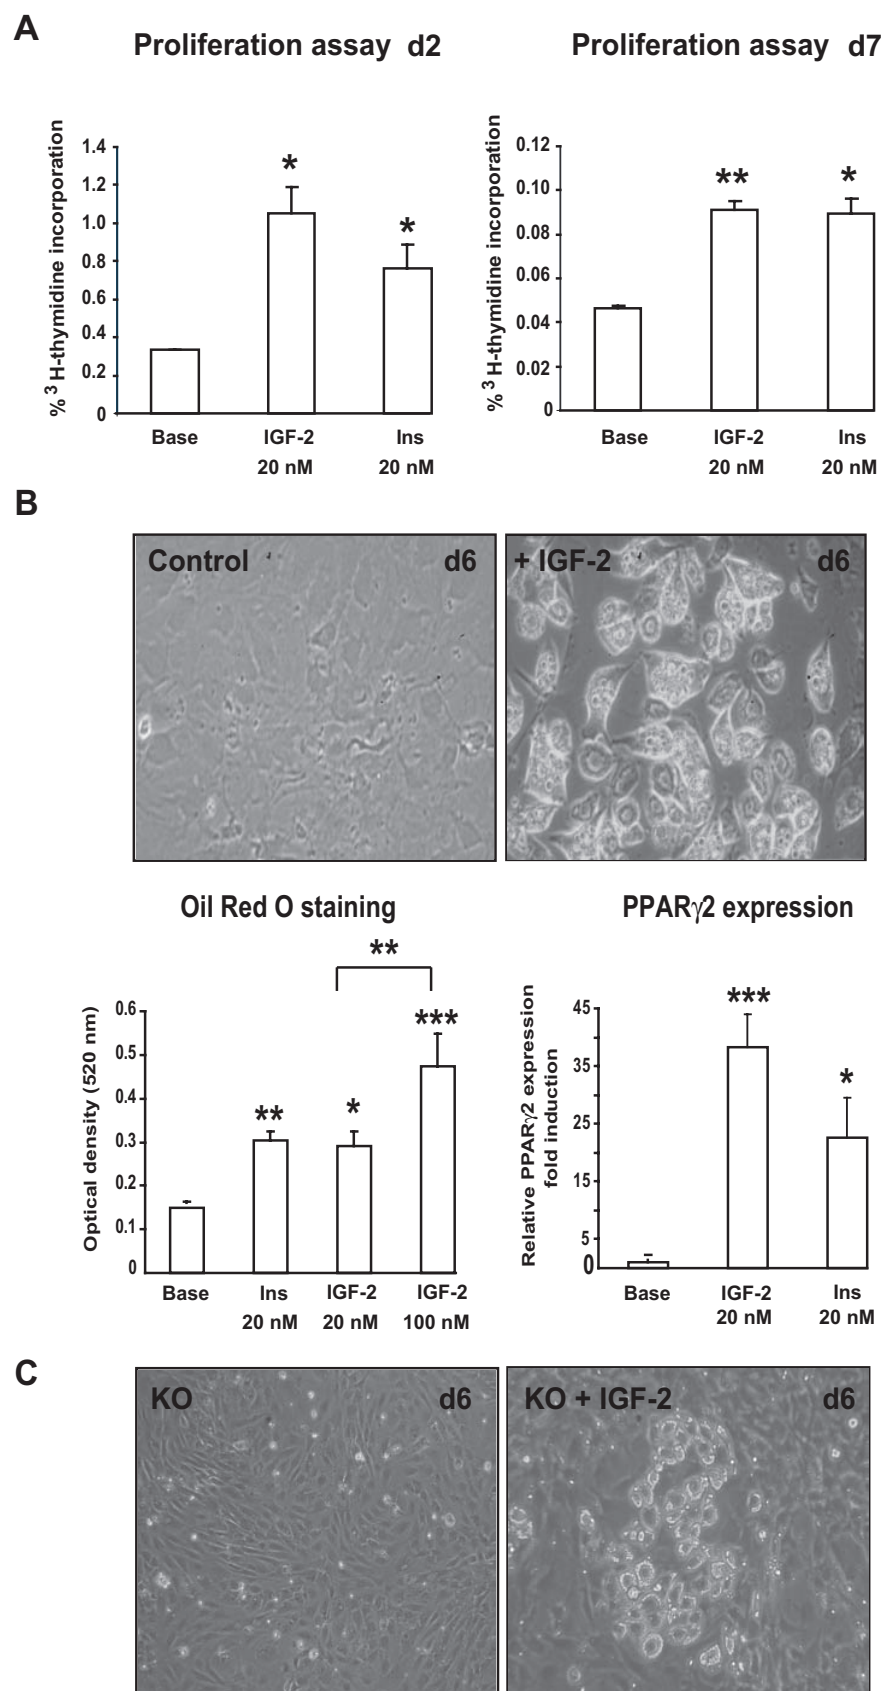 A
Proliferation assay d2
Proliferation assay d7
% ³ H-thymidine incorporation
1.4
1.2
1.0
0.8
0.6
0.4
0.2
0
*
*
Base
IGF-2
20 nM
Ins
20 nM
% ³ H-thymidine incorporation
0.12
0.10
0.08
0.06
0.04
0.02
0
**
*
Base
IGF-2
20 nM
Ins
20 nM
B
Control d6
+ IGF-2 d6
Oil Red O staining
**
Optical density (520 nm)
0.6
0.5
0.4
0.3
0.2
0.1
0
**
*
***
Base
Ins
20 nM
IGF-2
20 nM
IGF-2
100 nM
PPARγ2 expression
Relative PPARγ2 expression
fold induction
45
35
25
15
5
0
***
*
Base
IGF-2
20 nM
Ins
20 nM
C
KO d6
KO + IGF-2 d6